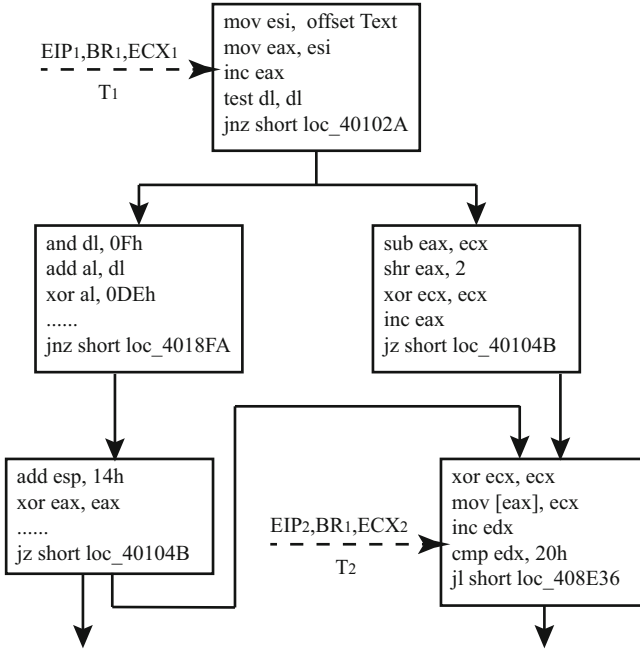 mov esi, offset Text
mov eax, esi
inc eax
test dl, dl
jnz short loc_40102A
EIP1,BR1,ECX1
T1
and dl, 0Fh
add al, dl
xor al, 0DEh
......
jnz short loc_4018FA
sub eax, ecx
shr eax, 2
xor ecx, ecx
inc eax
jz short loc_40104B
add esp, 14h
xor eax, eax
......
jz short loc_40104B
EIP2,BR1,ECX2
T2
xor ecx, ecx
mov [eax], ecx
inc edx
cmp edx, 20h
jl short loc_408E36